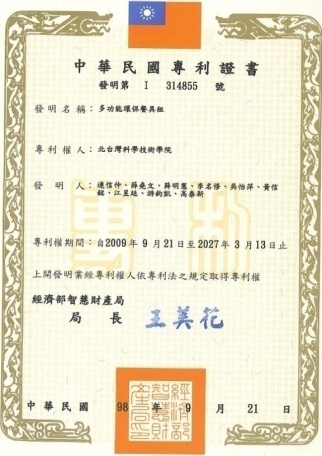 中華民國專利證書
發明第 I 314855 號
發明名稱：多功能環保餐具組
專利權人：北台灣科學技術學院
發明人：連信仲、薛堯文、薛明憲、李名修、吳怡萍、黃信
銘、江昱廷、游鈞凱、高泰新
專利權期間：自2009年9月21日至2027年3月13日止
上開發明業經專利權人依專利法之規定取得專利權
經濟部智慧財產局
局長 王美花
中華民國 98 年 9 月 21 日